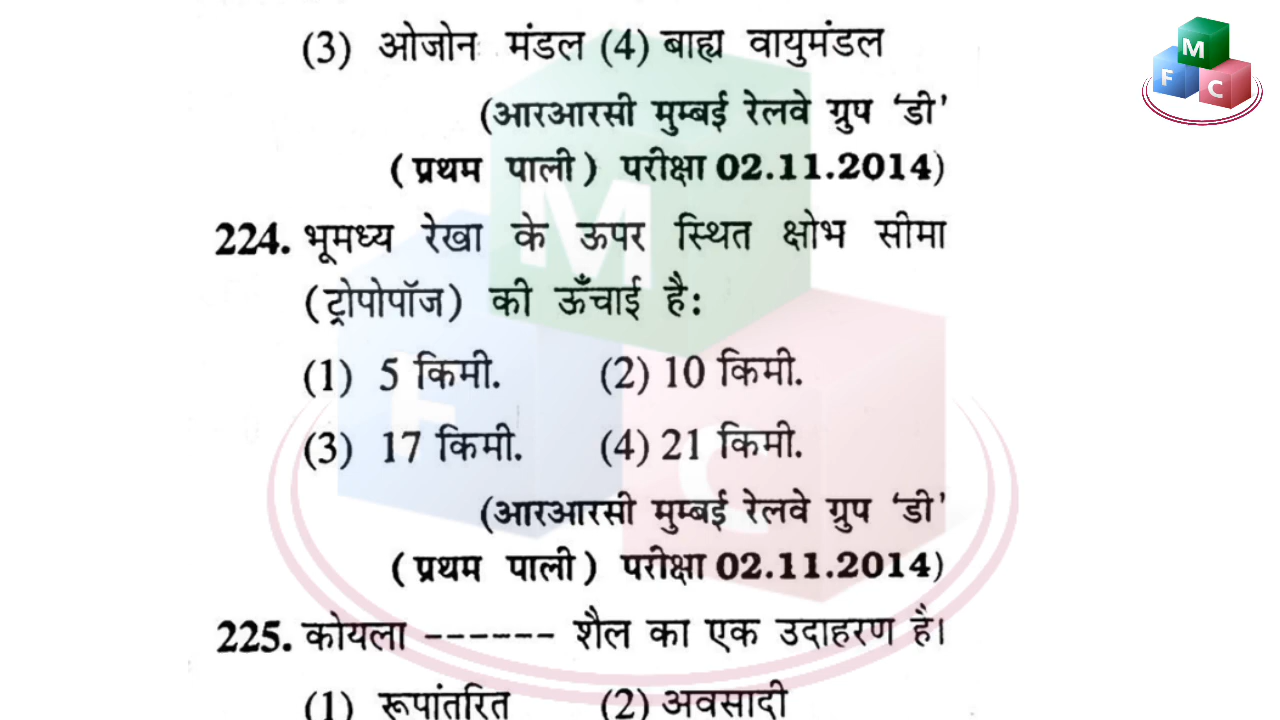 (3) ओजोन मंडल (4) बाह्य वायुमंडल
(आरआरसी मुम्बई रेलवे ग्रुप ‘डी’
( प्रथम पाली ) परीक्षा 02.11.2014)
224. भूमध्य रेखा के ऊपर स्थित क्षोभ सीमा
(ट्रोपोपॉज) की ऊँचाई है:
(1) 5 किमी. (2) 10 किमी.
(3) 17 किमी. (4) 21 किमी.
(आरआरसी मुम्बई रेलवे ग्रुप ‘डी’
( प्रथम पाली ) परीक्षा 02.11.2014)
225. कोयला ------ शैल का एक उदाहरण है।
(1) रूपांतरित (2) अवसादी
M
F
C
M
F
C